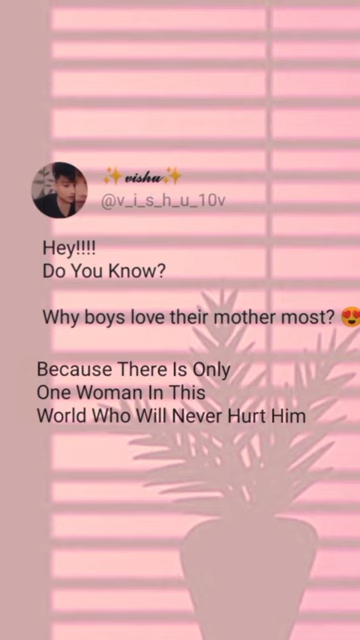 ✨𝓿𝓲𝓼𝓱𝓾✨
@v_i_s_h_u_10v
Hey!!!!
Do You Know?
Why boys love their mother most? 😍
Because There Is Only
One Woman In This
World Who Will Never Hurt Him